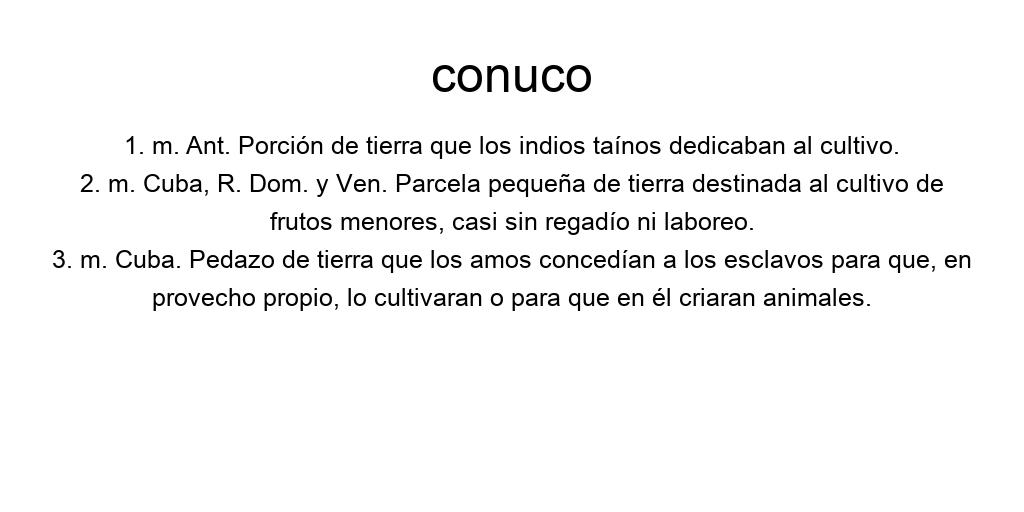 conuco
1. m. Ant. Porción de tierra que los indios taínos dedicaban al cultivo.
2. m. Cuba, R. Dom. y Ven. Parcela pequeña de tierra destinada al cultivo de
frutos menores, casi sin regadío ni laboreo.
3. m. Cuba. Pedazo de tierra que los amos concedían a los esclavos para que, en
provecho propio, lo cultivaran o para que en él criaran animales.